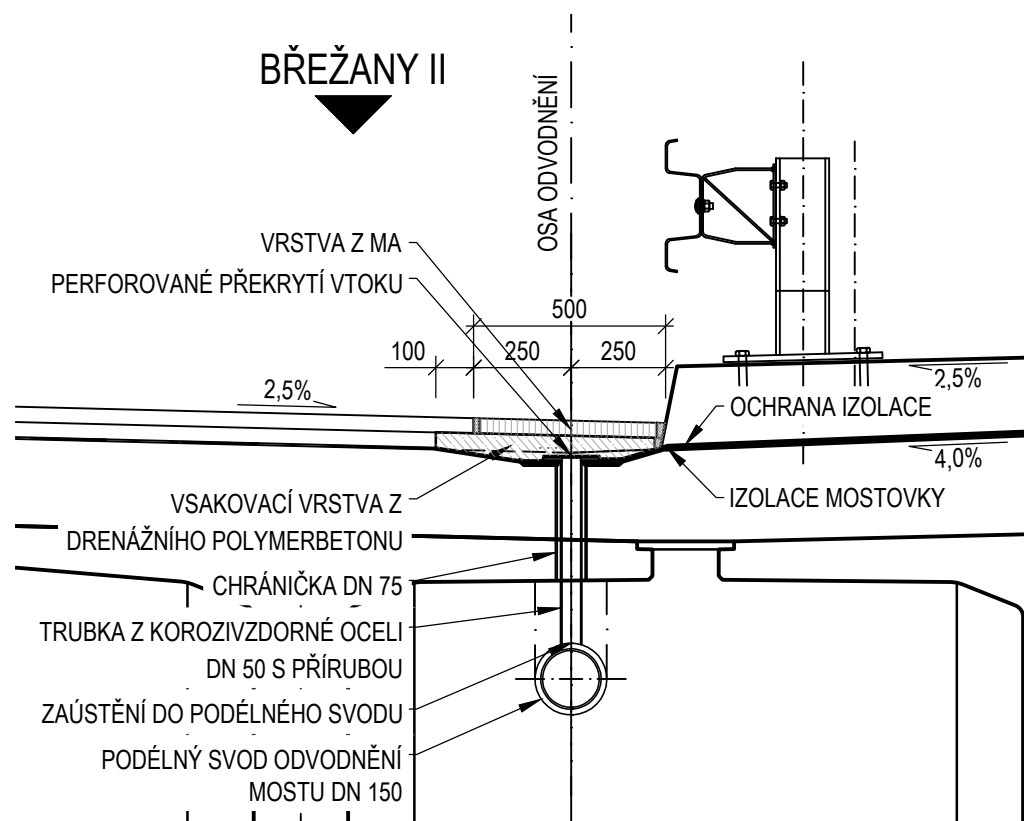 BŘEŽANY II
OSA ODVODNĚNÍ
VRSTVA Z MA
PERFOROVANÉ PŘEKRYTÍ VTOKU
500
100
250
250
2,5%
2,5%
OCHRANA IZOLACE
4,0%
IZOLACE MOSTOVKY
VSAKOVACÍ VRSTVA Z
DRENÁŽNÍHO POLYMERBETONU
CHRÁNIČKA DN 75
TRUBKA Z KOROZIVZDORNÉ OCELI
DN 50 S PŘÍRUBOU
ZAÚSTĚNÍ DO PODÉLNÉHO SVODU
PODÉLNÝ SVOD ODVODNĚNÍ
MOSTU DN 150